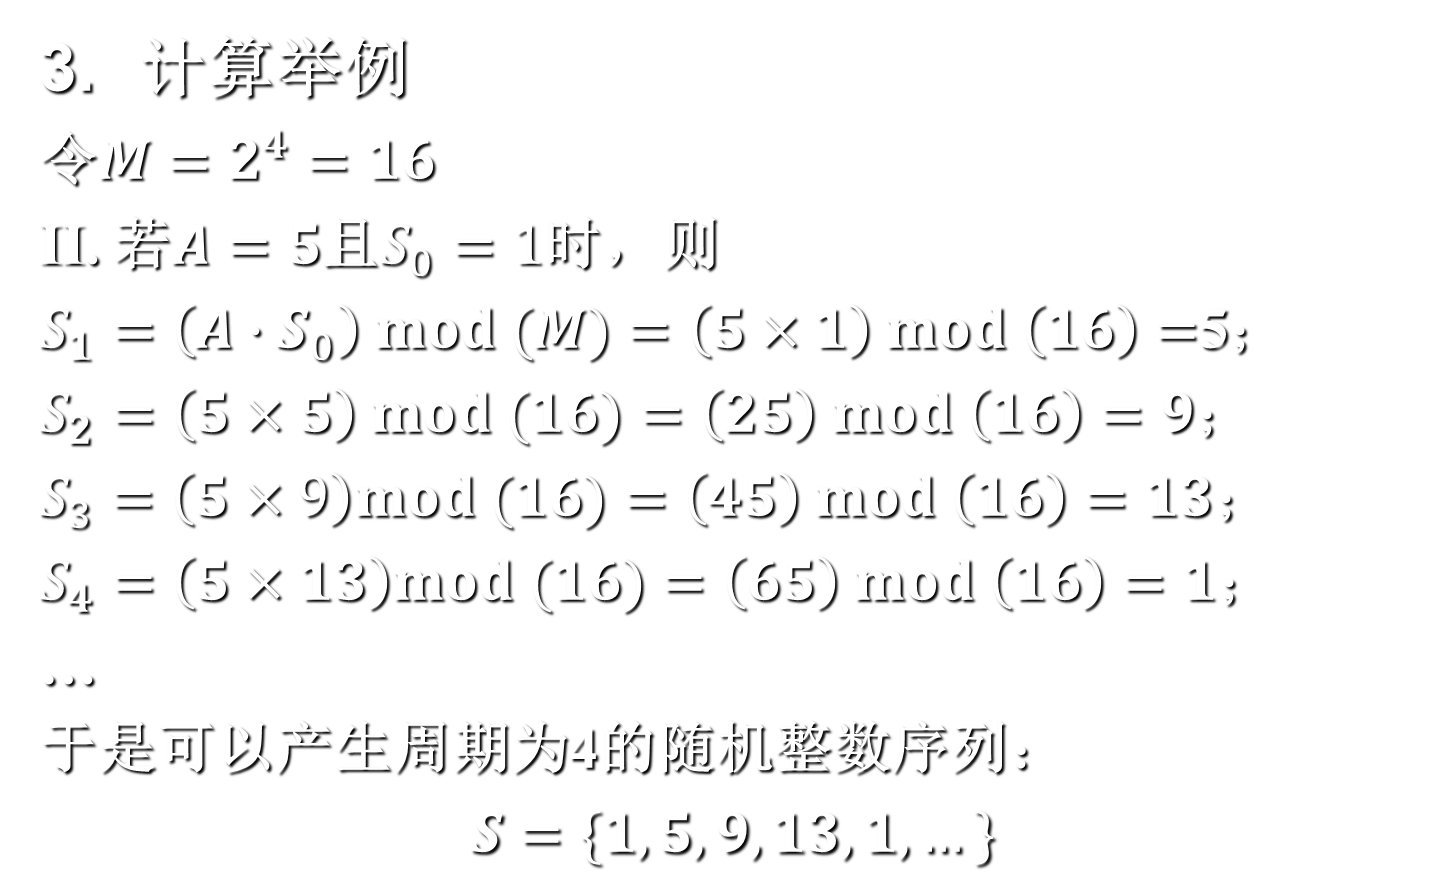 3. 计算举例
令M = 2⁴ = 16
II. 若A = 5且S₀ = 1时，则
S₁ = (A · S₀) mod (M) = (5 × 1) mod (16) =5;
S₂ = (5 × 5) mod (16) = (25) mod (16) = 9;
S₃ = (5 × 9)mod (16) = (45) mod (16) = 13;
S₄ = (5 × 13)mod (16) = (65) mod (16) = 1;
…
于是可以产生周期为4的随机整数序列：
S = {1, 5, 9, 13, 1, … }